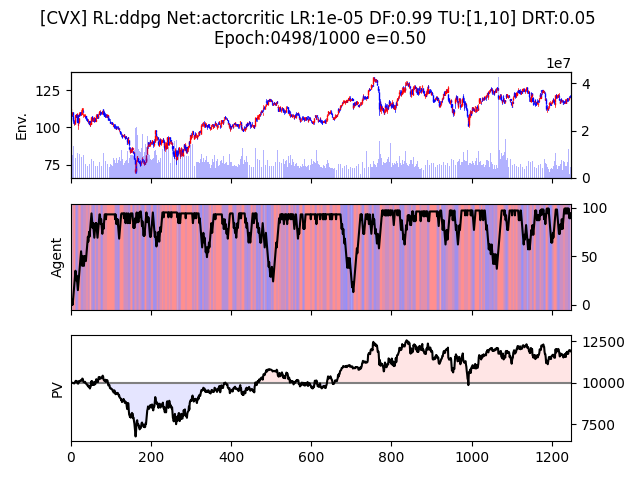 [CVX] RL:ddpg Net:actorcritic LR:1e-05 DF:0.99 TU:[1,10] DRT:0.05
Epoch:0498/1000 e=0.50
1e7
125
100
75
Env.
4
2
0
Agent
100
50
0
PV
12500
10000
7500
0 200 400 600 800 1000 1200